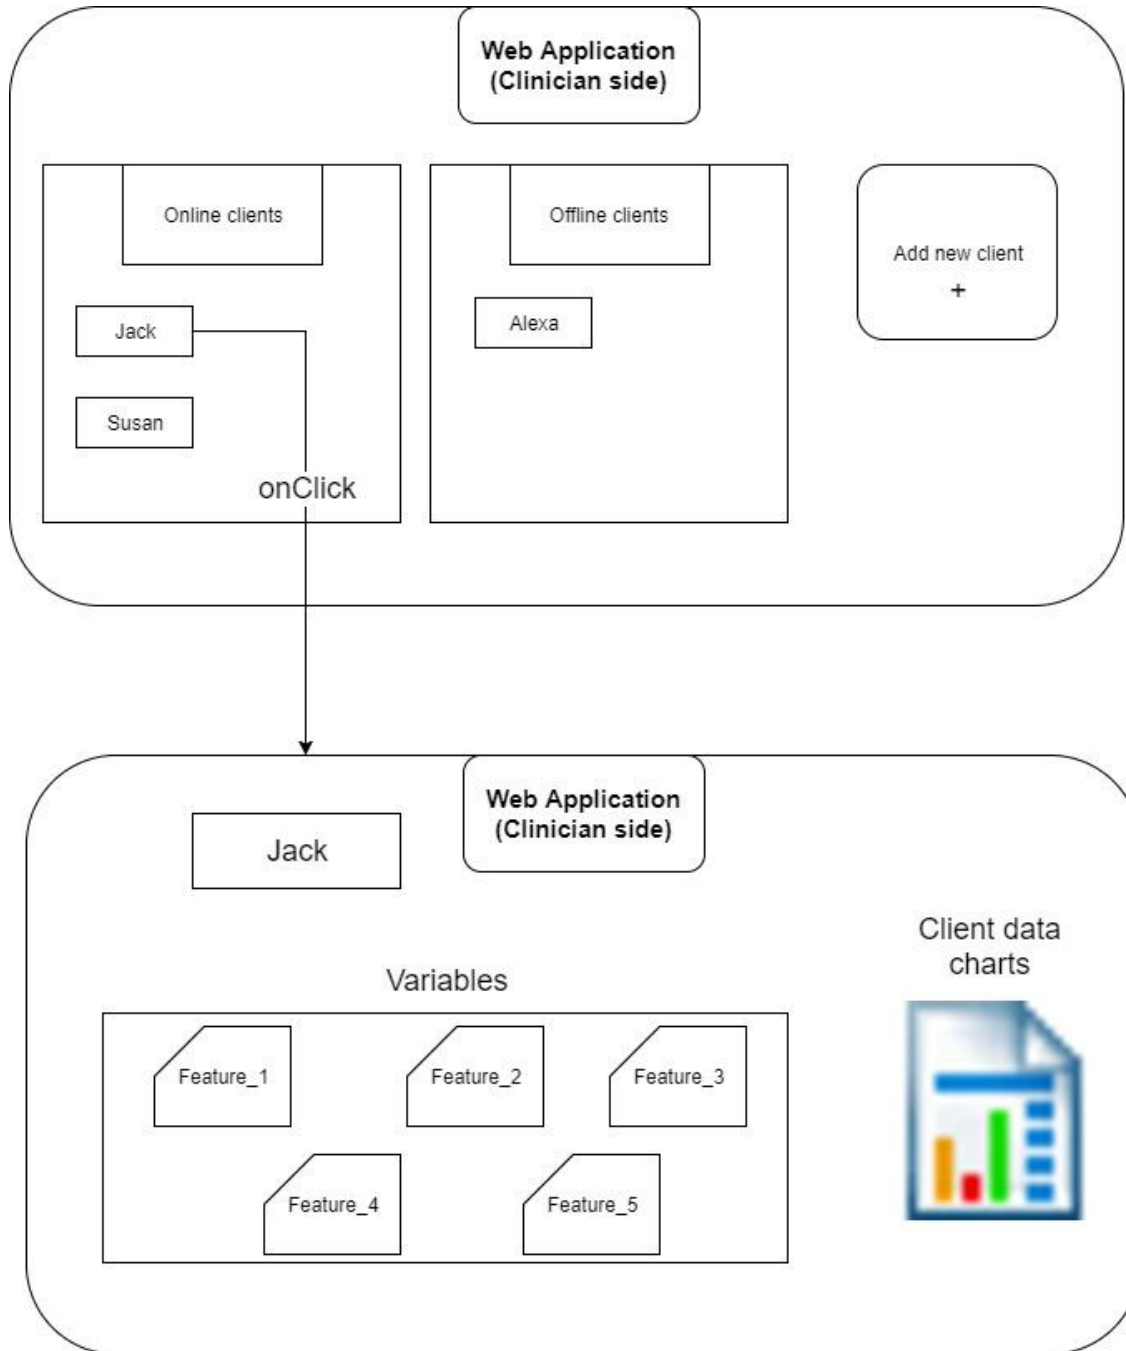 Web Application
(Clinician side)
Online clients
Offline clients
Add new client
+
Jack
Alexa
Susan
onClick
Web Application
(Clinician side)
Jack
Client data
charts
Variables
Feature_1
Feature_2
Feature_3
Feature_4
Feature_5